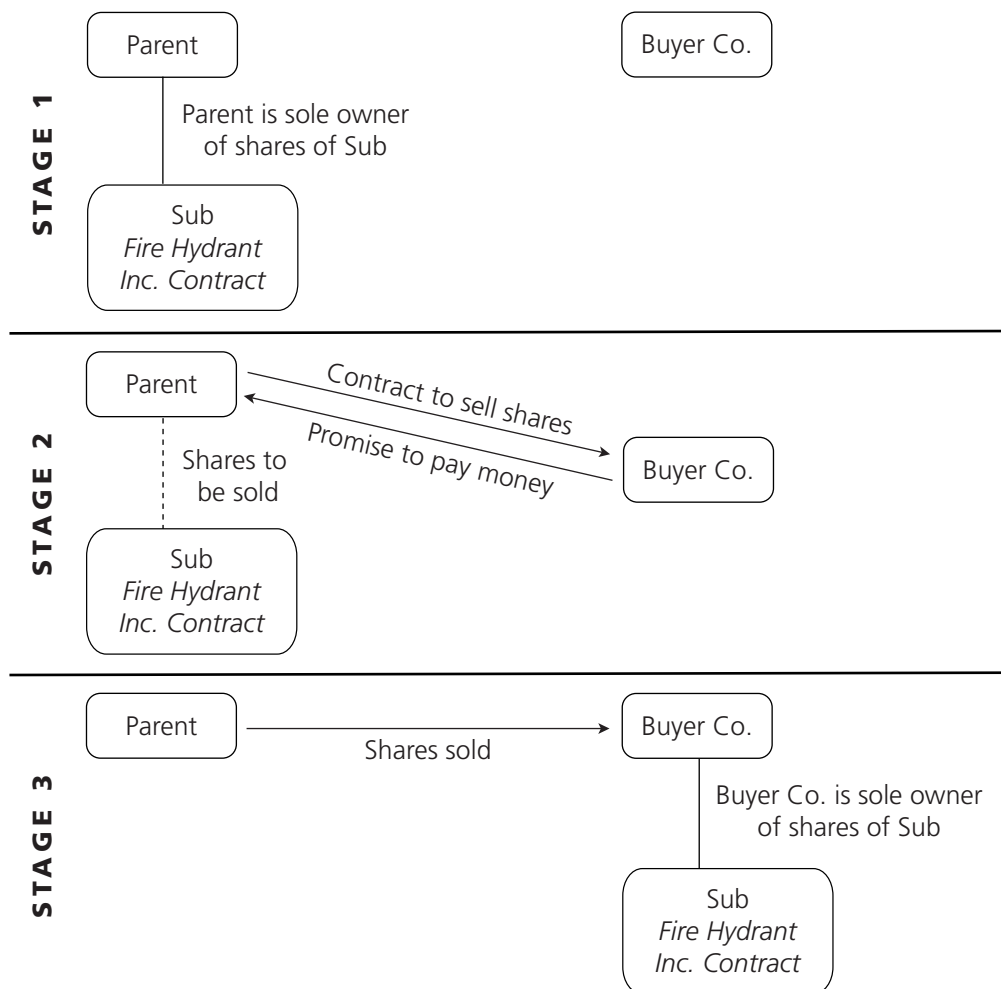 STAGE 1
Parent
Buyer Co.
Parent is sole owner
of shares of Sub
Sub
Fire Hydrant
Inc. Contract
STAGE 2
Parent
Contract to sell shares
Promise to pay money
Buyer Co.
Shares to
be sold
Sub
Fire Hydrant
Inc. Contract
STAGE 3
Parent
Shares sold
Buyer Co.
Buyer Co. is sole owner
of shares of Sub
Sub
Fire Hydrant
Inc. Contract